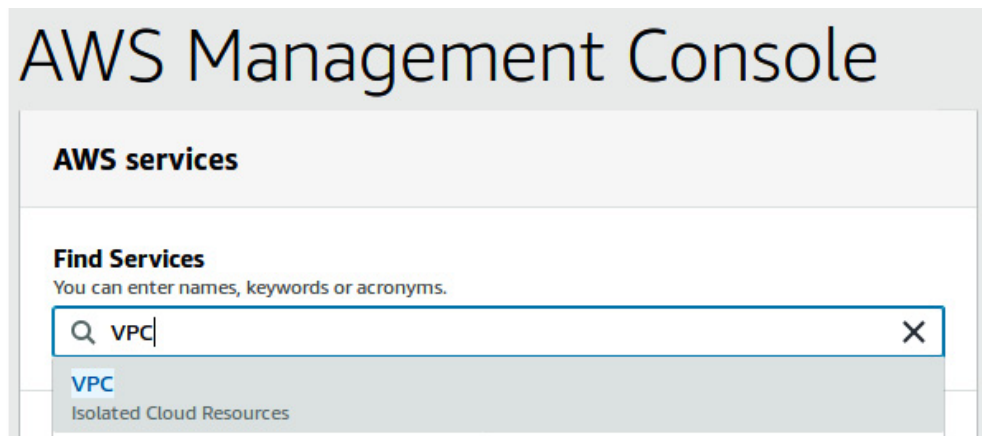 AWS Management Console
AWS services
Find Services
You can enter names, keywords or acronyms.
VPC
VPC
Isolated Cloud Resources